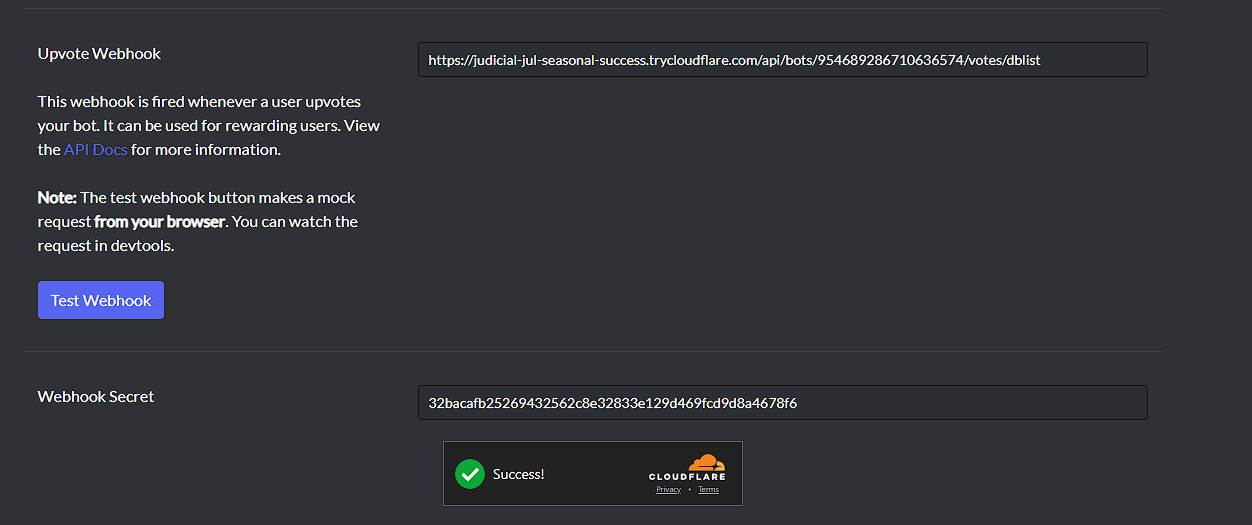 Upvote Webhook
https://judicial-jul-seasonal-success.trycloudflare.com/api/bots/954689286710636574/votes/dblist
This webhook is fired whenever a user upvotes
your bot. It can be used for rewarding users. View
the API Docs for more information.
Note: The test webhook button makes a mock
request from your browser. You can watch the
request in devtools.
Test Webhook
Webhook Secret
32bacafb25269432562c8e32833e129d469fcd9d8a4678f6
Success!
CLOUDFLARE
Privacy • Terms